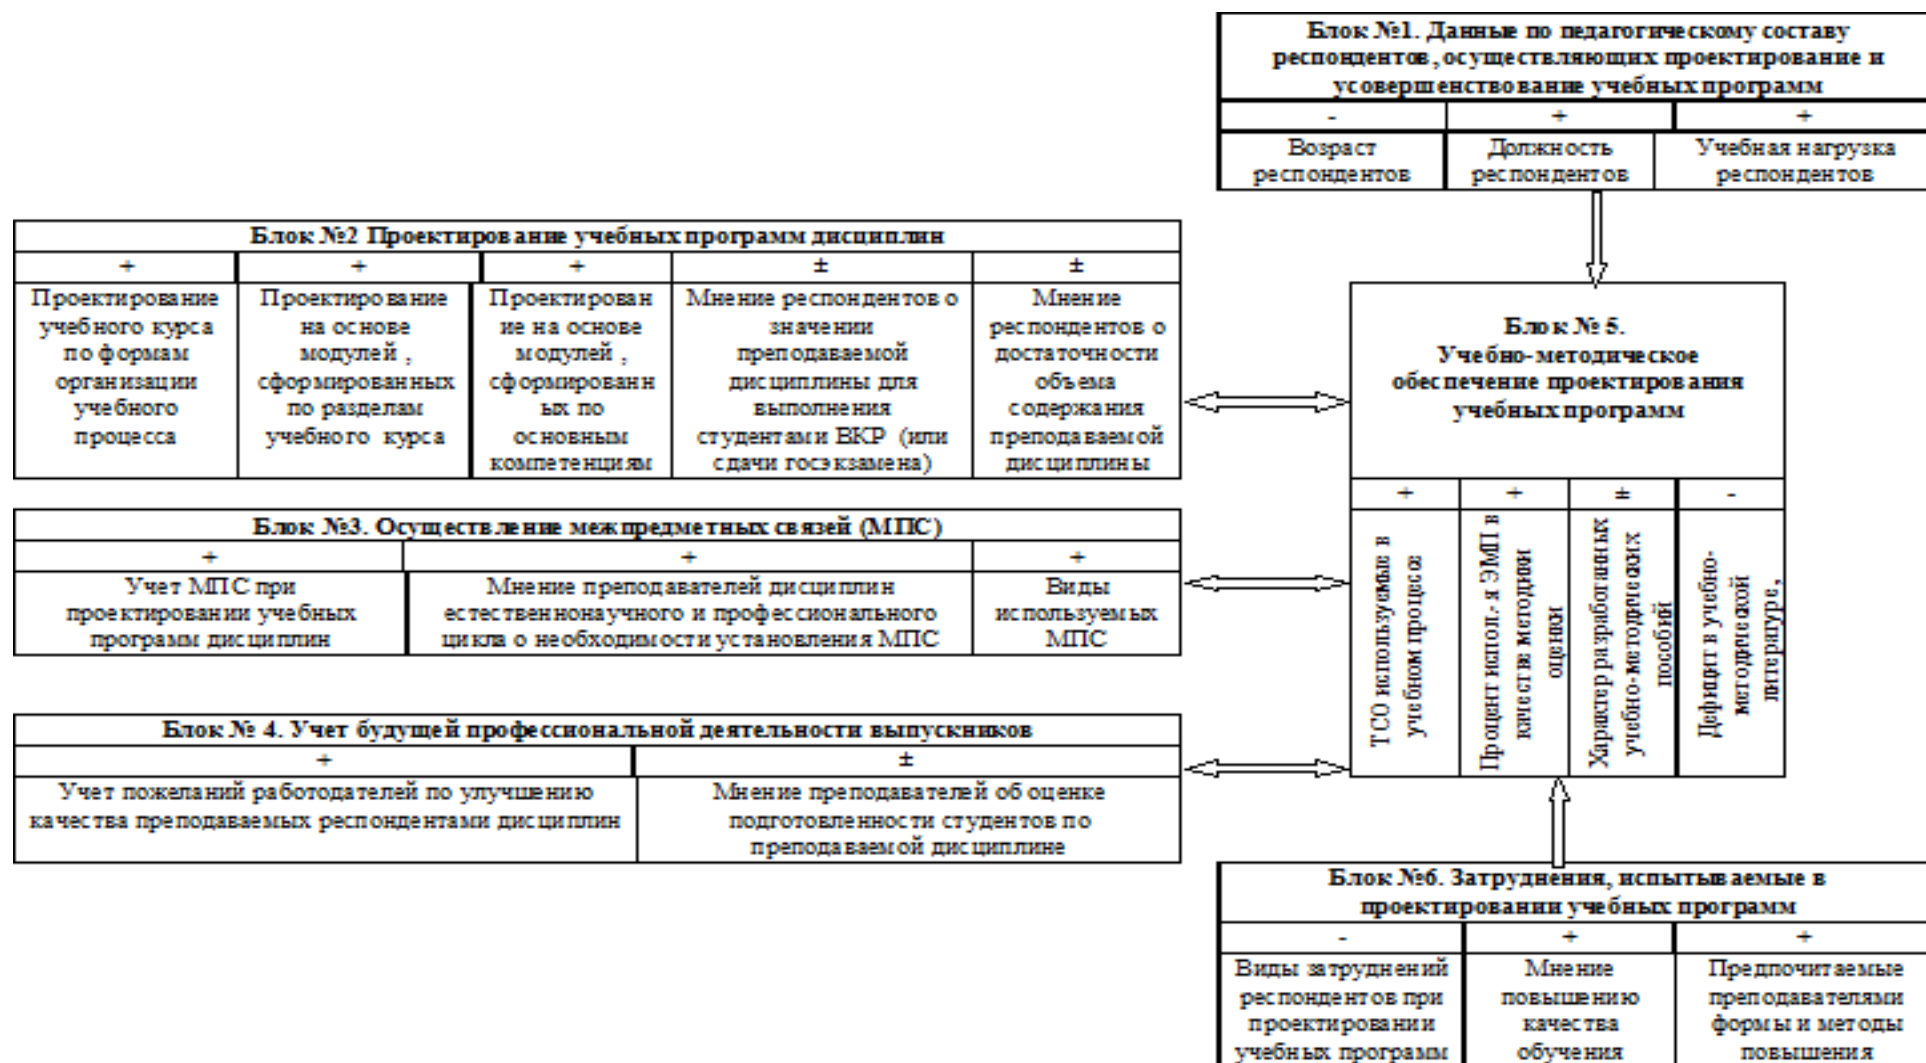 Блок №1. Данные по педагогическому составу
респондентов, осуществляющих проектирование и
усовершенствование учебных программ
-
+
+
Возраст
респондентов
Должность
респондентов
Учебная нагрузка
респондентов
Блок №2 Проектирование учебных программ дисциплин
+
+
+
±
±
Проектирование
учебного курса
по формам
организации
учебного
процесса
Проектирование
на основе
модулей ,
сформированных
по разделам
учебного курса
Проектирован
ие на основе
модулей ,
сформированн
ых по
основным
компетенциям
Мнение респондентов о
значении
преподаваемой
дисциплины для
выполнения
студентами ВКР (или
сдачи госэкзамена)
Мнение
респондентов о
достаточности
объема
содержания
преподаваемой
дисциплины
Блок №3. Осуществление межпредметных связей (МПС)
+
+
+
Учет МПС при
проектировании учебных
программ дисциплин
Мнение преподавателей дисциплин
естественнонаучного и профессионального
цикла о необходимости установления МПС
Виды
используемых
МПС
Блок № 4. Учет будущей профессиональной деятельности выпускников
+
±
Учет пожеланий работодателей по улучшению
качества преподаваемых респондентами дисциплин
Мнение преподавателей об оценке
подготовленности студентов по
преподаваемой дисциплине
Блок № 5.
Учебно-методическое
обеспечение проектирования
учебных программ
+
+
±
-
ТСО используемые в
учебном процессе
Процент испол.-я ЭМП в
качестве методики
оценки
Характер разработанных
учебно-методических
пособий
Дефицит в учебно-
методической
литературе,
Блок №6. Затруднения, испытываемые в
проектировании учебных программ
-
+
+
Виды затруднений
респондентов при
проектировании
учебных программ
Мнение
повышению
качества
обучения
Предпочитаемые
преподавателями
формы и методы
повышения